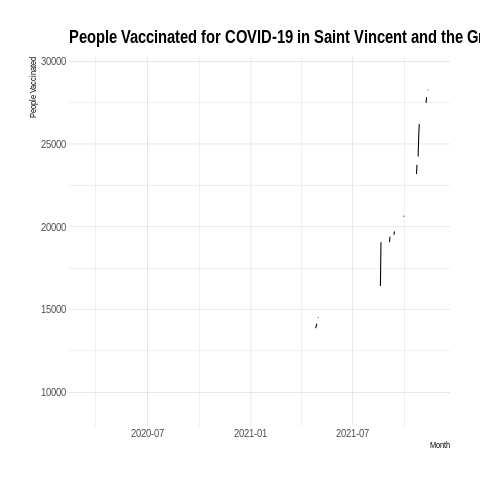 People Vaccinated for COVID-19 in Saint Vincent and the Gr
People Vaccinated
30000
25000
20000
15000
10000
2020-07 2021-01 2021-07
Month